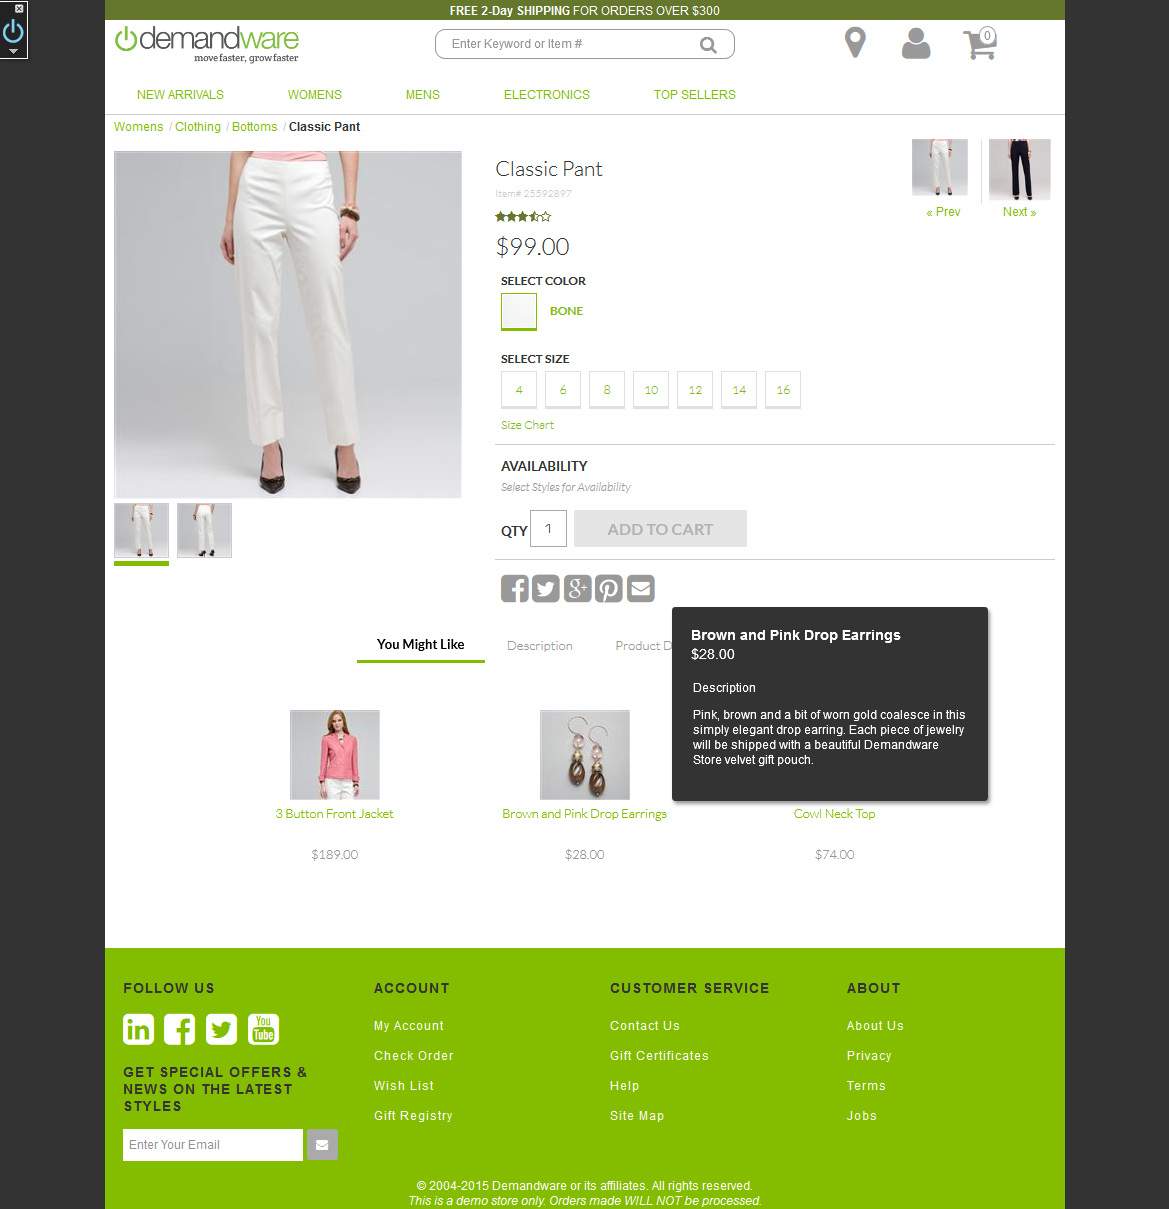 FREE 2-Day SHIPPING FOR ORDERS OVER $300
demandware
move faster, grow faster
Enter Keyword or Item #
0
NEW ARRIVALS WOMENS MENS ELECTRONICS TOP SELLERS
Womens / Clothing / Bottoms / Classic Pant
Classic Pant
Item# 25592897
« Prev Next »
$99.00
SELECT COLOR
BONE
SELECT SIZE
4 6 8 10 12 14 16
Size Chart
AVAILABILITY
Select Styles for Availability
QTY 1 ADD TO CART
You Might Like Description Product D
Brown and Pink Drop Earrings
$28.00
Description
Pink, brown and a bit of worn gold coalesce in this
simply elegant drop earring. Each piece of jewelry
will be shipped with a beautiful Demandware
Store velvet gift pouch.
3 Button Front Jacket Brown and Pink Drop Earrings Cowl Neck Top
$189.00 $28.00 $74.00
FOLLOW US
You
Tube
GET SPECIAL OFFERS &
NEWS ON THE LATEST
STYLES
Enter Your Email
ACCOUNT
My Account
Check Order
Wish List
Gift Registry
CUSTOMER SERVICE
Contact Us
Gift Certificates
Help
Site Map
ABOUT
About Us
Privacy
Terms
Jobs
© 2004-2015 Demandware or its affiliates. All rights reserved.
This is a demo store only. Orders made WILL NOT be processed.